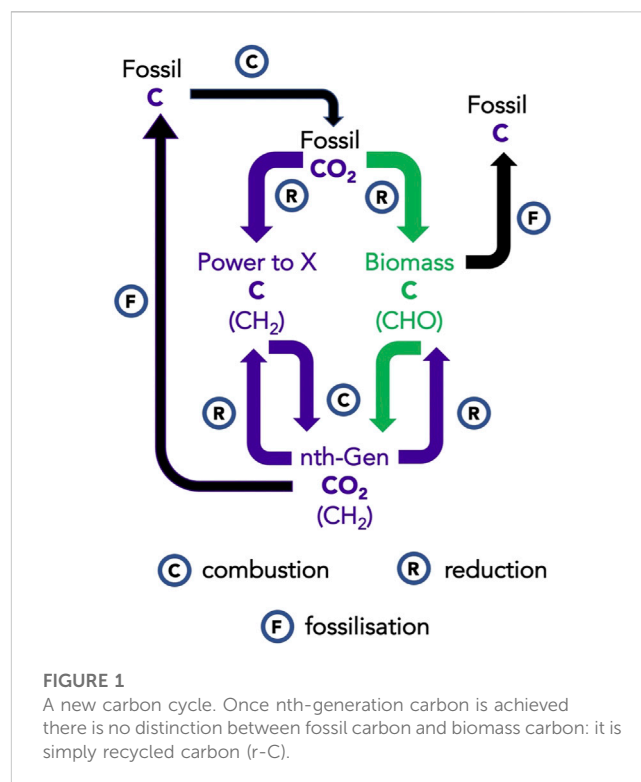 Fossil
C
C
Fossil
C
Fossil
CO₂
R
R
F
Power to X
C
(CH₂)
Biomass
C
(CHO)
F
R
C
R
nth-Gen
CO₂
(CH₂)
C combustion
R reduction
F fossilisation
FIGURE 1
A new carbon cycle. Once nth-generation carbon is achieved
there is no distinction between fossil carbon and biomass carbon: it is
simply recycled carbon (r-C).